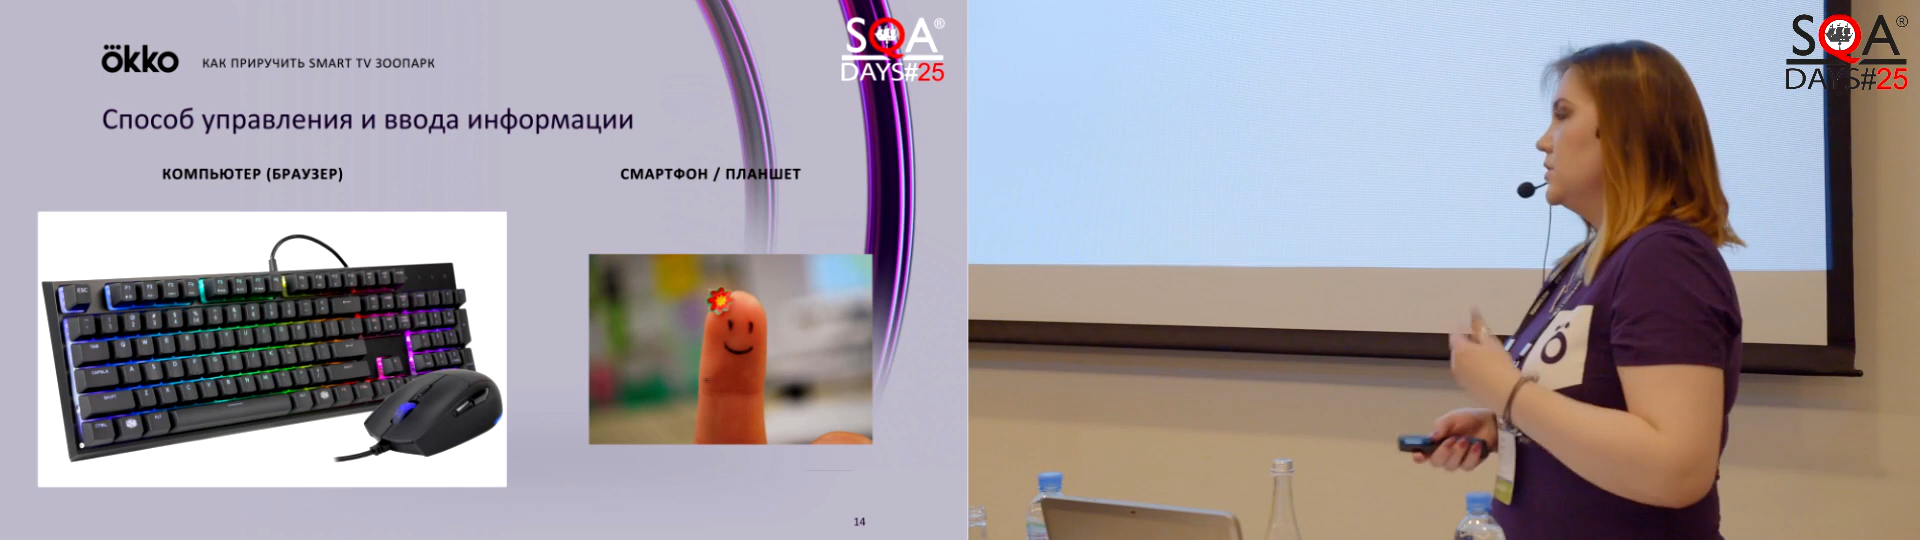 ökko
КАК ПРИРУЧИТЬ SMART TV ЗООПАРК
SQA®
DAYS#25
Способ управления и ввода информации
КОМПЬЮТЕР (БРАУЗЕР)
СМАРТФОН / ПЛАНШЕТ
14
SQA®
DAYS#25
ö